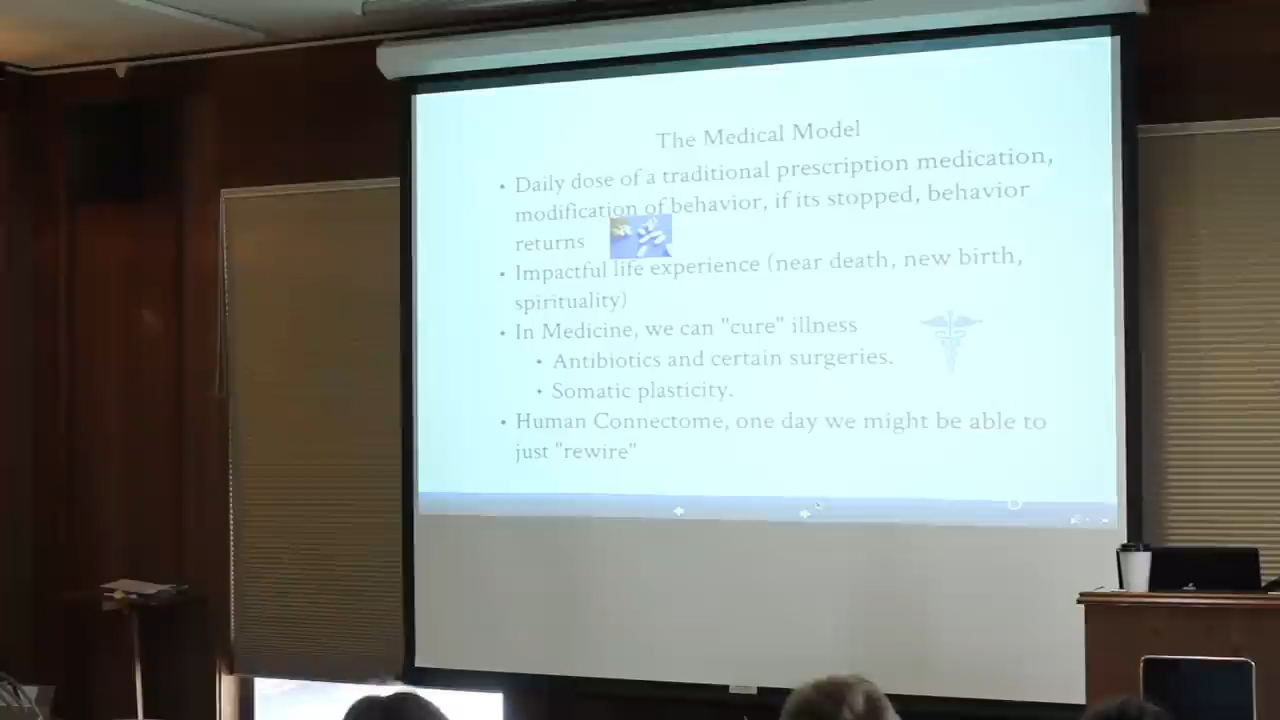 The Medical Model
• Daily dose of a traditional prescription medication,
modification of behavior, if its stopped, behavior
returns
• Impactful life experience (near death, new birth,
spirituality)
• In Medicine, we can "cure" illness
• Antibiotics and certain surgeries.
• Somatic plasticity.
• Human Connectome, one day we might be able to
just "rewire"